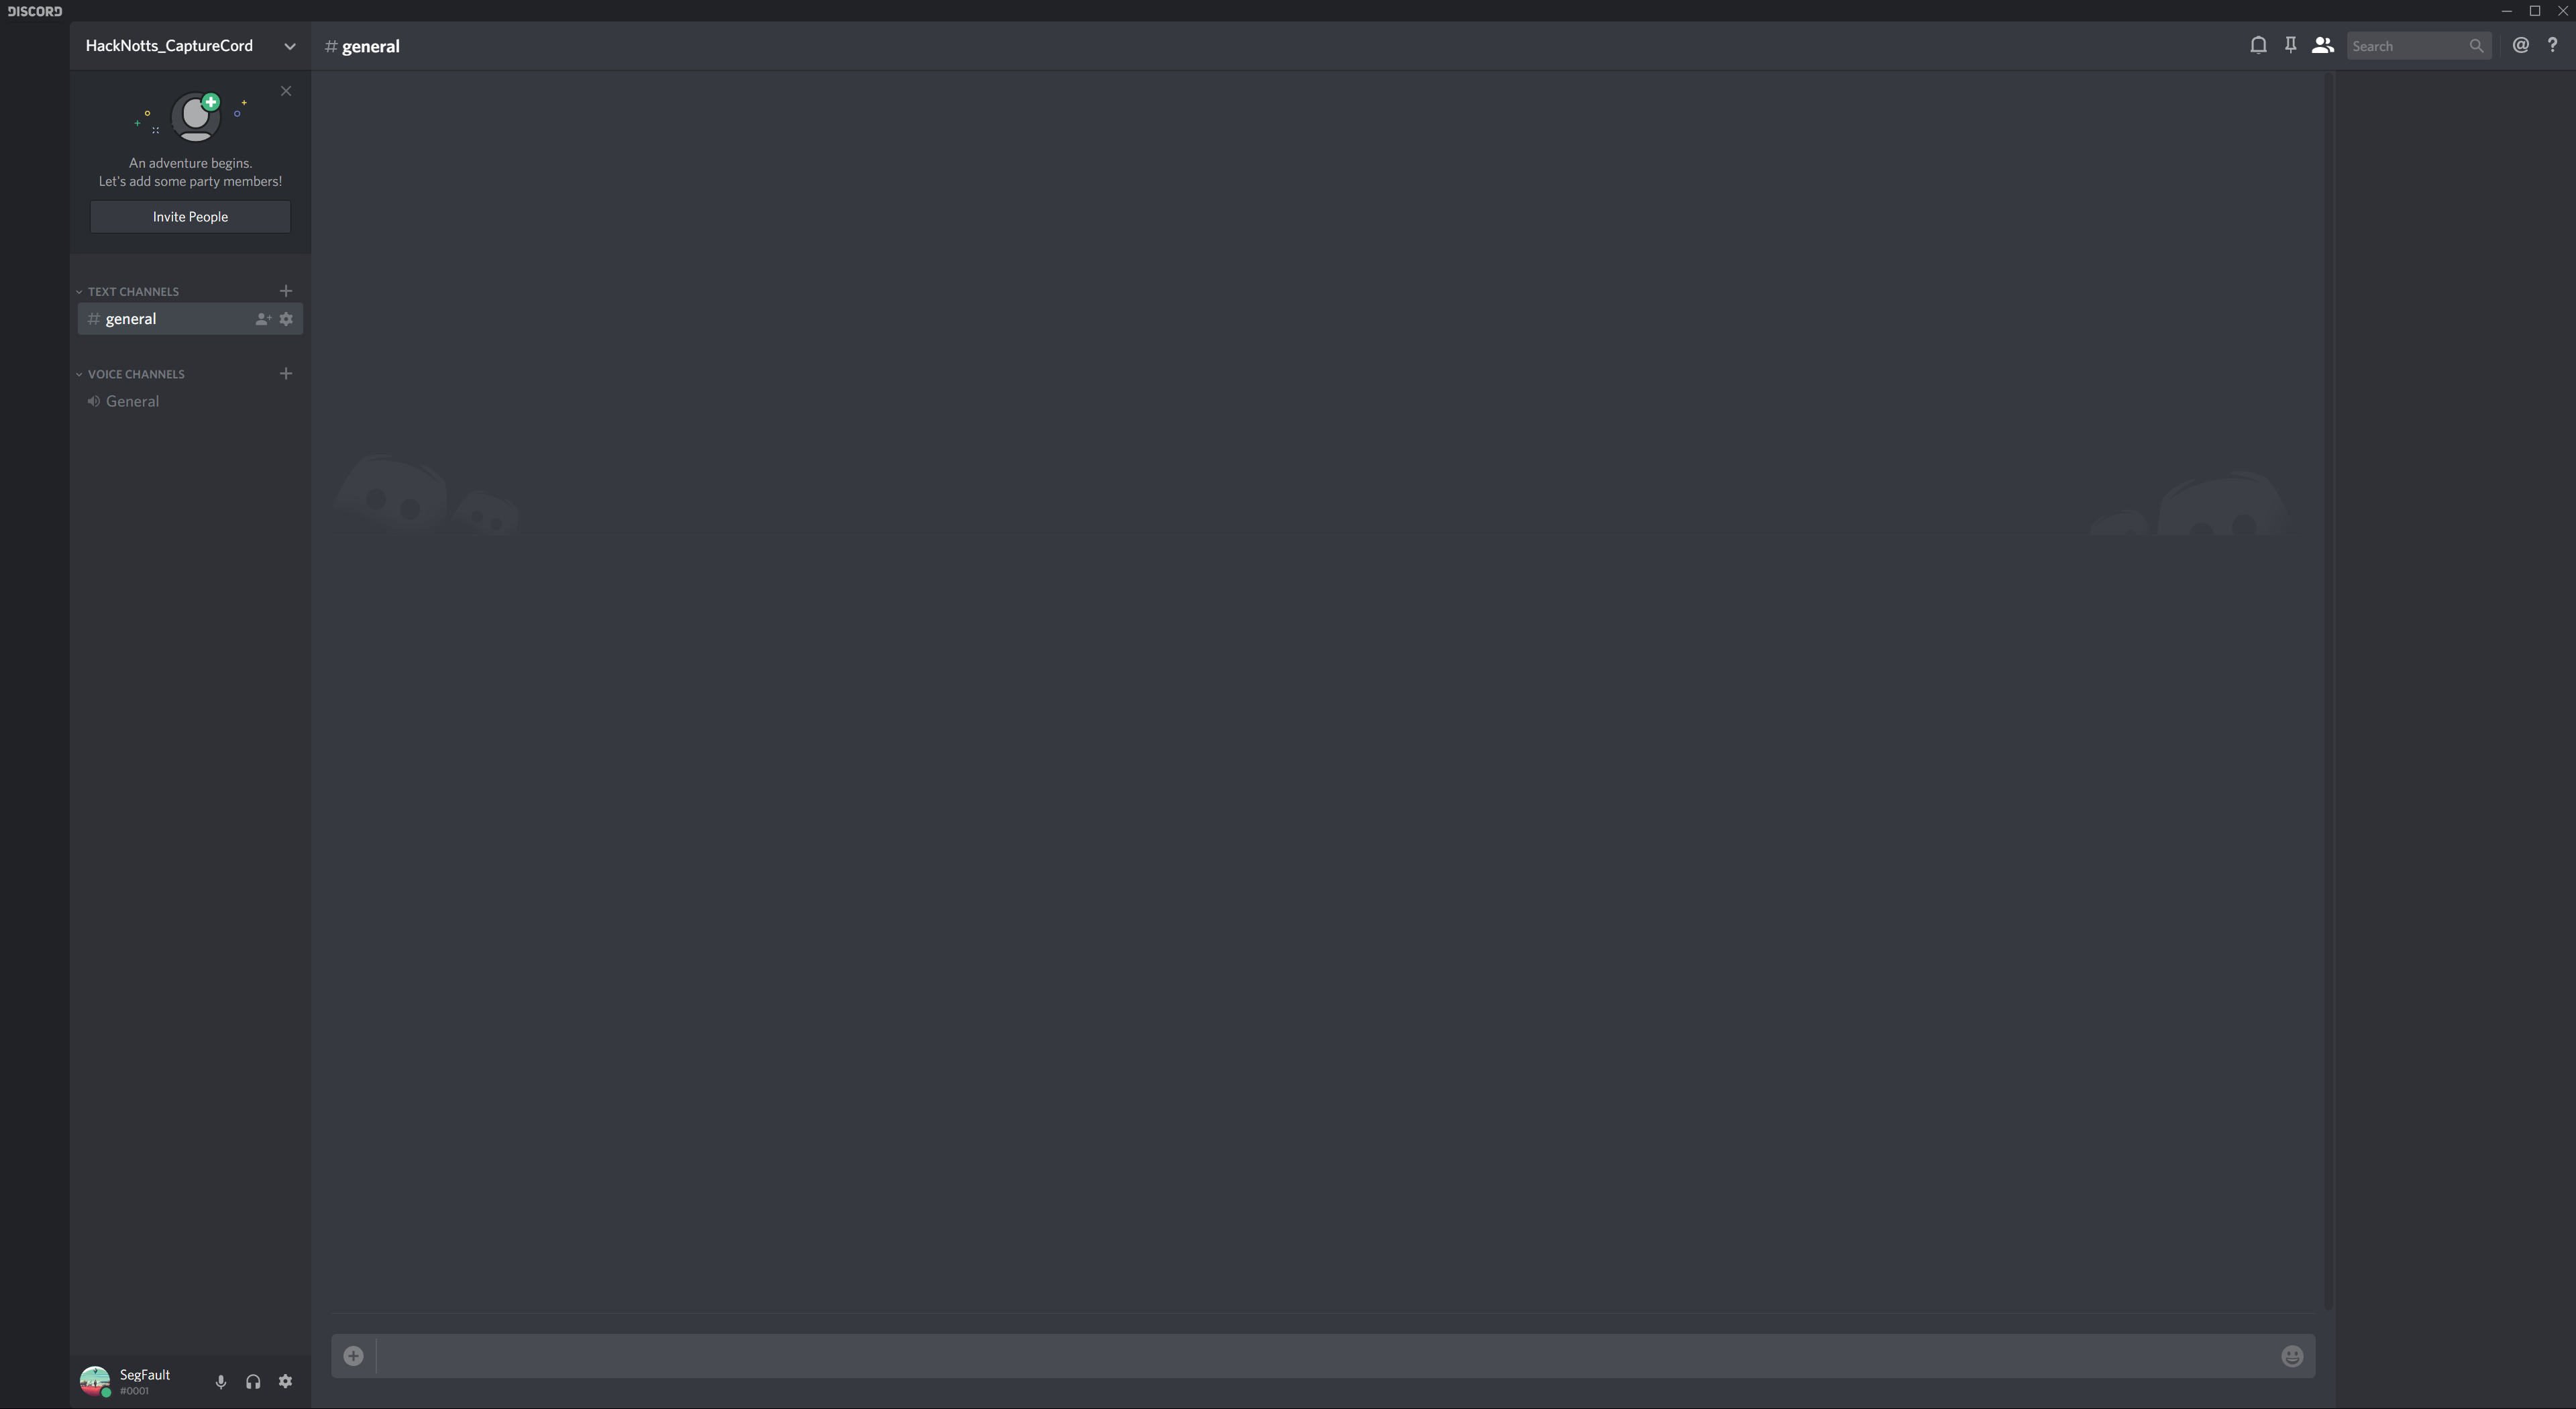 DISCORD
HackNotts_CaptureCord
# general
Search
An adventure begins.
Let's add some party members!
Invite People
TEXT CHANNELS
# general
VOICE CHANNELS
General
SegFault
#0001